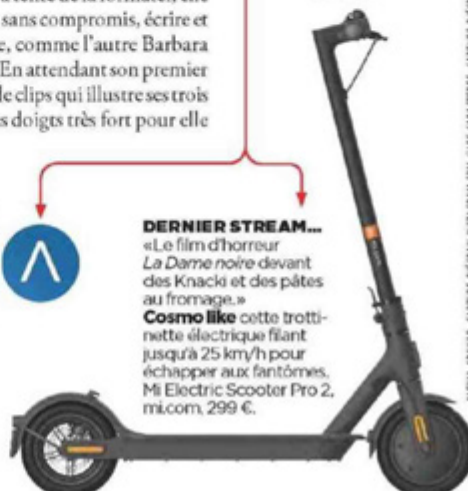 sans compromis, écrire et
comme l'autre Barbara
En attendant son premier
clips qui illustre ses trois
doigts très fort pour elle
DERNIER STREAM...
«Le film d'horreur
La Dame noire devant
des Knacki et des pâtes
au fromage.»
Cosmo like cette trotti-
nette électrique filant
jusqu'à 25 km/h pour
échapper aux fantômes.
Mi Electric Scooter Pro 2,
mi.com, 299 €.